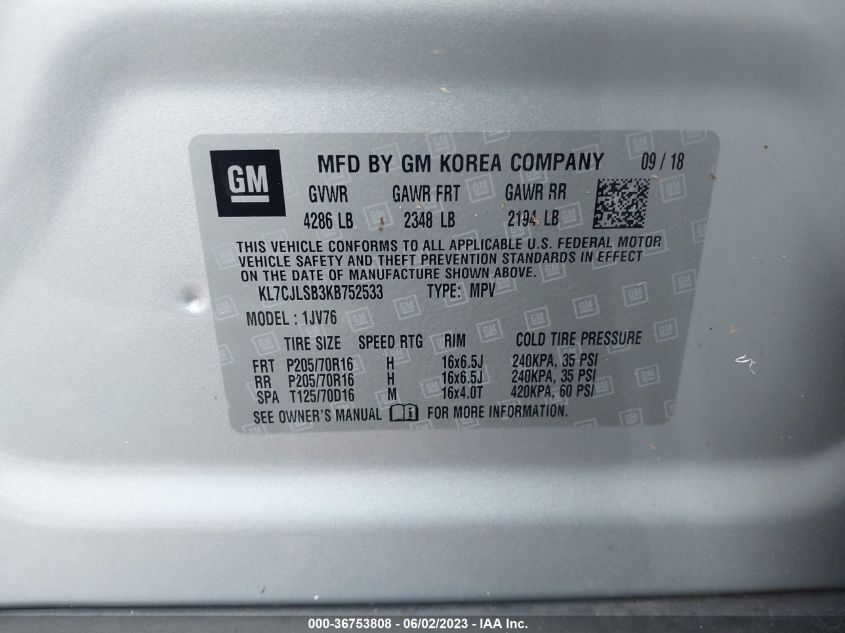 GM MFD BY GM KOREA COMPANY 09 / 18
GVWR GAWR FRT GAWR RR
4286 LB 2348 LB 2194 LB
THIS VEHICLE CONFORMS TO ALL APPLICABLE U.S. FEDERAL MOTOR
VEHICLE SAFETY AND THEFT PREVENTION STANDARDS IN EFFECT
ON THE DATE OF MANUFACTURE SHOWN ABOVE.
KL7CJLSB3KB752533 TYPE: MPV
MODEL : 1JV76
TIRE SIZE SPEED RTG RIM COLD TIRE PRESSURE
FRT P205/70R16 H 16x6.5J 240KPA, 35 PSI
RR P205/70R16 H 16x6.5J 240KPA, 35 PSI
SPA T125/70D16 M 16x4.0T 420KPA, 60 PSI
SEE OWNER'S MANUAL FOR MORE INFORMATION.
000-36753808 - 06/02/2023 - IAA Inc.